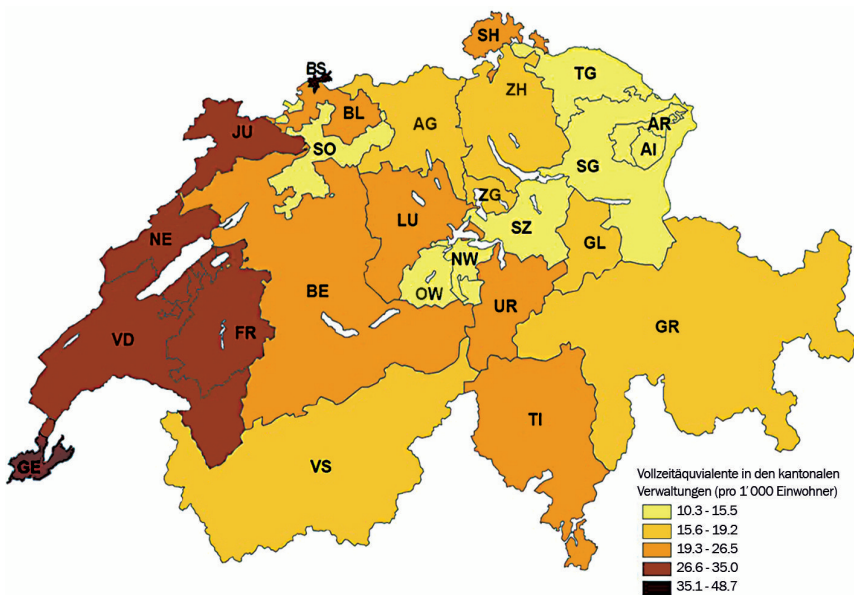 SH
BS
TG
ZH
BL
JU
AG
AR
SO
AI
SG
ZG
LU
SZ
NE
GL
NW
BE
OW
UR
GR
VD
FR
TI
GE
VS
Vollzeitäquvialente in den kantonalen
Verwaltungen (pro 1'000 Einwohner)
10.3 - 15.5
15.6 - 19.2
19.3 - 26.5
26.6 - 35.0
35.1 - 48.7